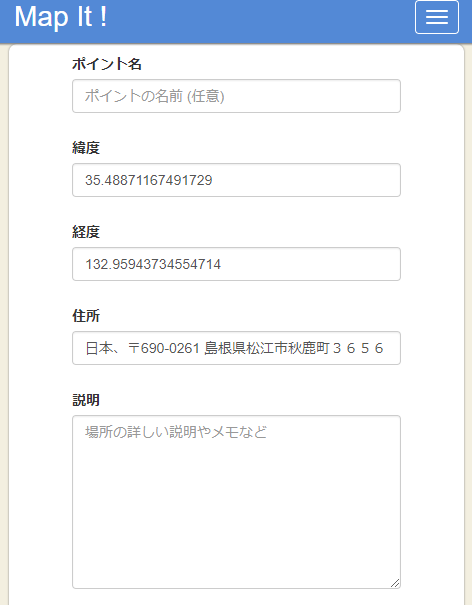 Map It !
ポイント名
ポイントの名前 (任意)
緯度
35.48871167491729
経度
132.95943734554714
住所
日本、〒690-0261 島根県松江市秋鹿町３６５６
説明
場所の詳しい説明やメモなど